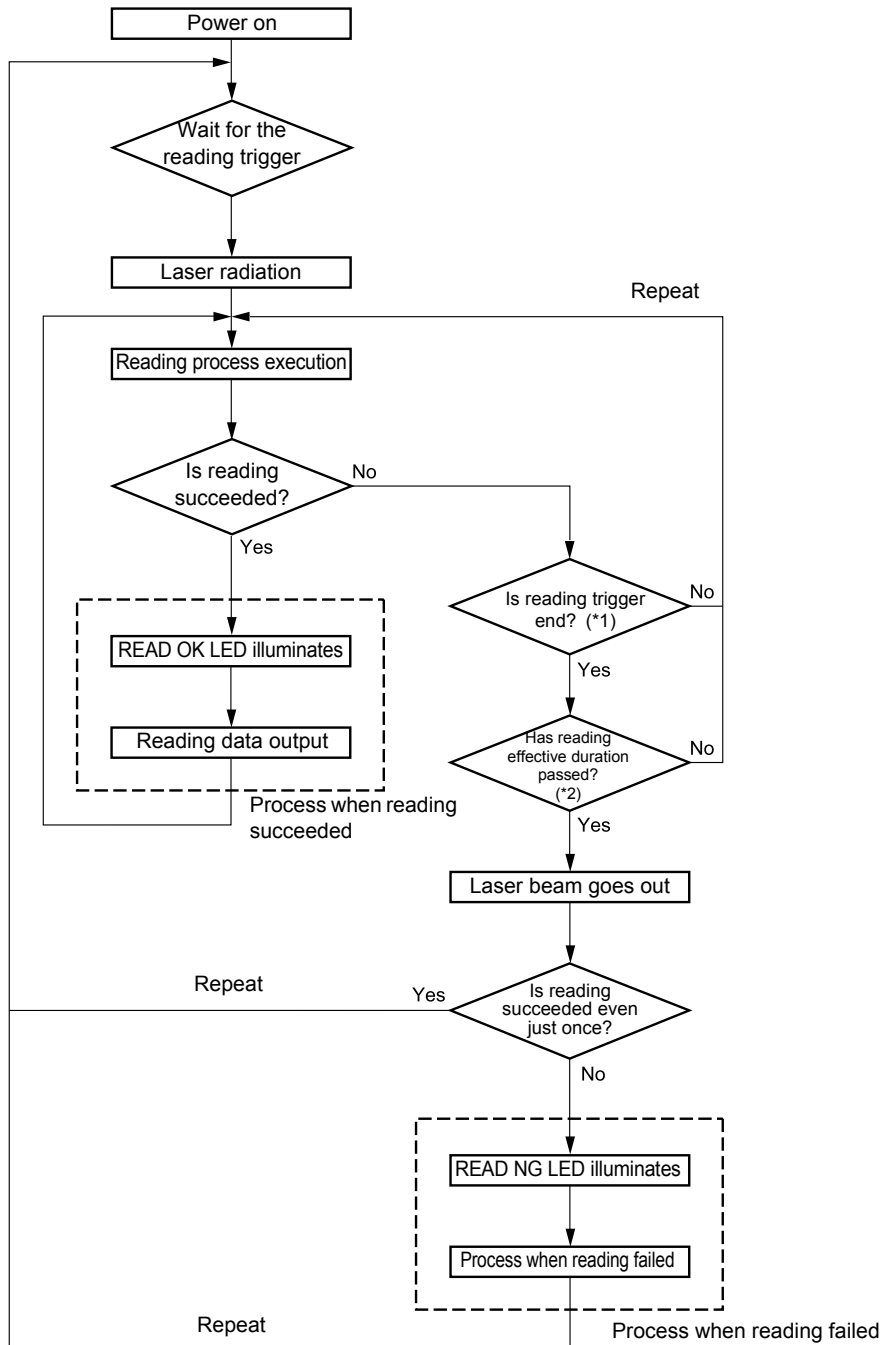 Power on
Wait for the
reading trigger
Laser radiation
Repeat
Reading process execution
Is reading
succeeded?
No
Yes
Is reading trigger
end? (*1)
No
Yes
READ OK LED illuminates
Reading data output
Process when reading
succeeded
Has reading
effective duration
passed?
(*2)
No
Yes
Laser beam goes out
Repeat
Yes
Is reading
succeeded even
just once?
No
READ NG LED illuminates
Process when reading failed
Repeat
Process when reading failed